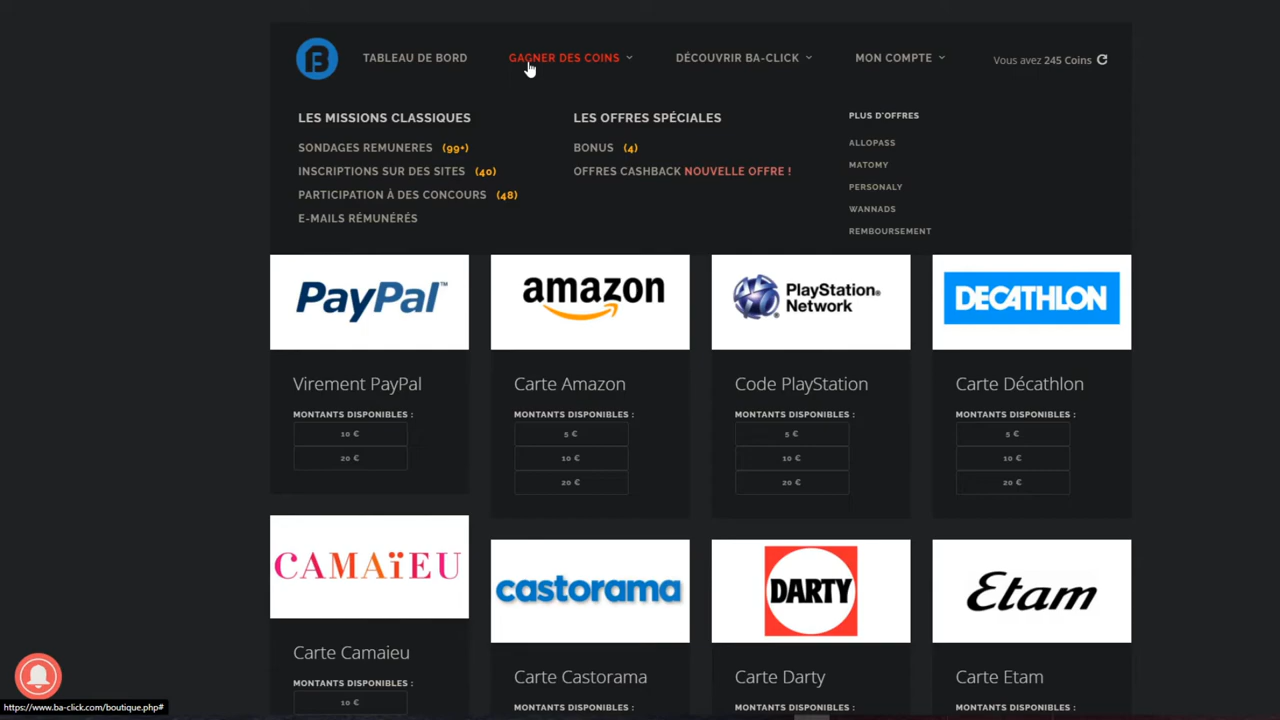 TABLEAU DE BORD
GAGNER DES COINS
DÉCOUVRIR BA-CLICK
MON COMPTE
Vous avez 245 Coins
LES MISSIONS CLASSIQUES
SONDAGES REMUNERES (99+)
INSCRIPTIONS SUR DES SITES (40)
PARTICIPATION À DES CONCOURS (48)
E-MAILS RÉMUNÉRÉS
LES OFFRES SPÉCIALES
BONUS (4)
OFFRES CASHBACK NOUVELLE OFFRE !
PLUS D'OFFRES
ALLOPASS
MATOMY
PERSONALY
WANNADS
REMBOURSEMENT
PayPal™
Virement PayPal
MONTANTS DISPONIBLES :
10 €
20 €
amazon
Carte Amazon
MONTANTS DISPONIBLES :
5 €
10 €
20 €
PlayStation®
Network
Code PlayStation
MONTANTS DISPONIBLES :
5 €
10 €
20 €
DECATHLON
Carte Décathlon
MONTANTS DISPONIBLES :
5 €
10 €
20 €
CAMAÏEU
Carte Camaieu
MONTANTS DISPONIBLES :
10 €
castorama
Carte Castorama
MONTANTS DISPONIBLES :
DARTY
Carte Darty
MONTANTS DISPONIBLES :
Etam
Carte Etam
MONTANTS DISPONIBLES :
https://www.ba-click.com/boutique.php#